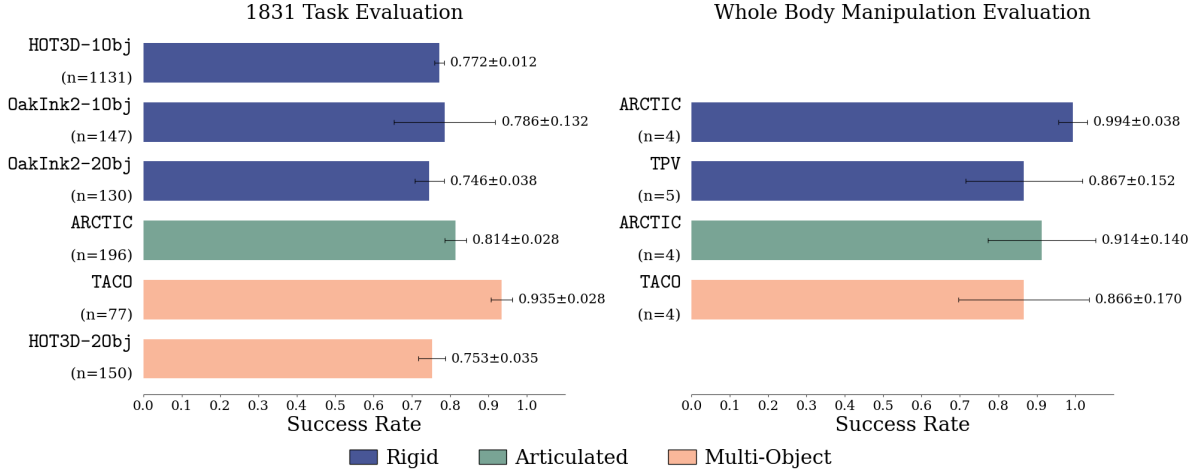 1831 Task Evaluation
HOT3D-1Obj
(n=1131)
0.772±0.012
OakInk2-1Obj
(n=147)
0.786±0.132
OakInk2-2Obj
(n=130)
0.746±0.038
ARCTIC
(n=196)
0.814±0.028
TACO
(n=77)
0.935±0.028
HOT3D-2Obj
(n=150)
0.753±0.035
0.0 0.1 0.2 0.3 0.4 0.5 0.6 0.7 0.8 0.9 1.0
Success Rate
Whole Body Manipulation Evaluation
ARCTIC
(n=4)
0.994±0.038
TPV
(n=5)
0.867±0.152
ARCTIC
(n=4)
0.914±0.140
TACO
(n=4)
0.866±0.170
0.0 0.1 0.2 0.3 0.4 0.5 0.6 0.7 0.8 0.9 1.0
Success Rate
Rigid Articulated Multi-Object